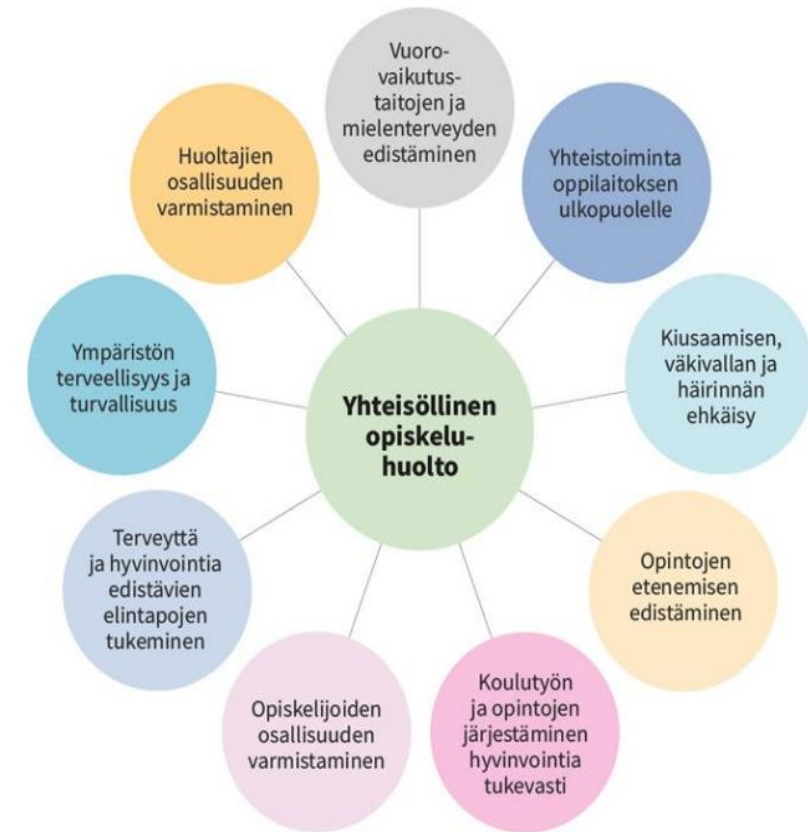 Vuoro-
vaikutus-
taitojen ja
mielenterveyden
edistäminen
Yhteistoiminta
oppilaitoksen
ulkopuolelle
Kiusaamisen,
väkivallan ja
häirinnän
ehkäisy
Opintojen
etenemisen
edistäminen
Koulutyön
ja opintojen
järjestäminen
hyvinvointia
tukevasti
Opiskelijoiden
osallisuuden
varmistaminen
Terveyttä
ja hyvinvointia
edistävien
elintapojen
tukeminen
Ympäristön
terveellisyys ja
turvallisuus
Huoltajien
osallisuuden
varmistaminen
Yhteisöllinen
opiskelu-
huolto